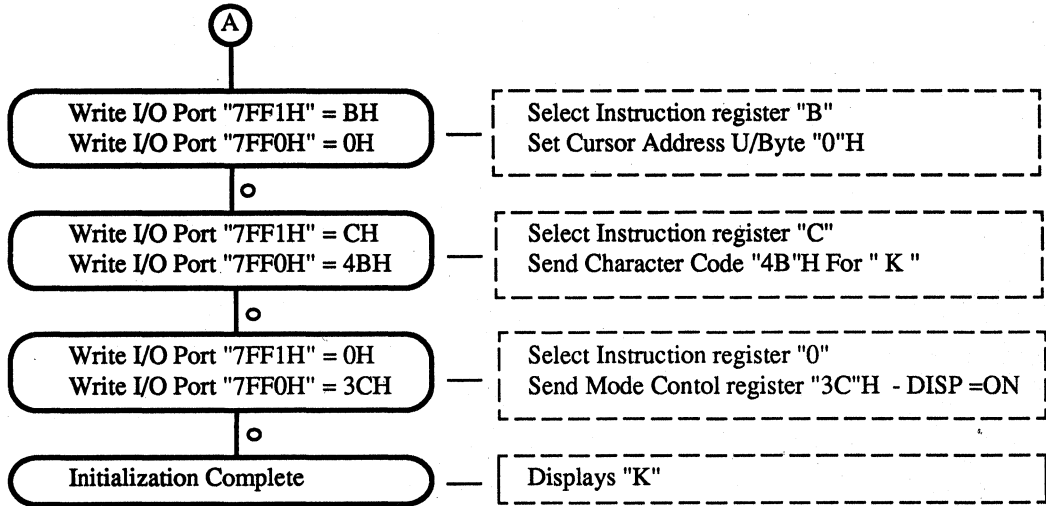 A
Write I/O Port "7FF1H" = BH
Write I/O Port "7FF0H" = 0H
Select Instruction register "B"
Set Cursor Address U/Byte "0"H
Write I/O Port "7FF1H" = CH
Write I/O Port "7FF0H" = 4BH
Select Instruction register "C"
Send Character Code "4B"H For " K "
Write I/O Port "7FF1H" = 0H
Write I/O Port "7FF0H" = 3CH
Select Instruction register "0"
Send Mode Contol register "3C"H - DISP =ON
Initialization Complete
Displays "K"